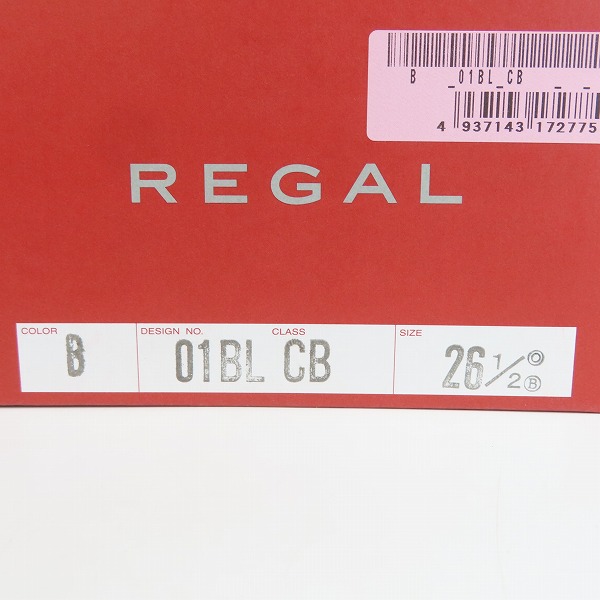 B _01BL_CB _ _
4 937143 172775
REGAL
COLOR DESIGN NO. CLASS SIZE
B 01BL CB 26 1/2 Ⓑ